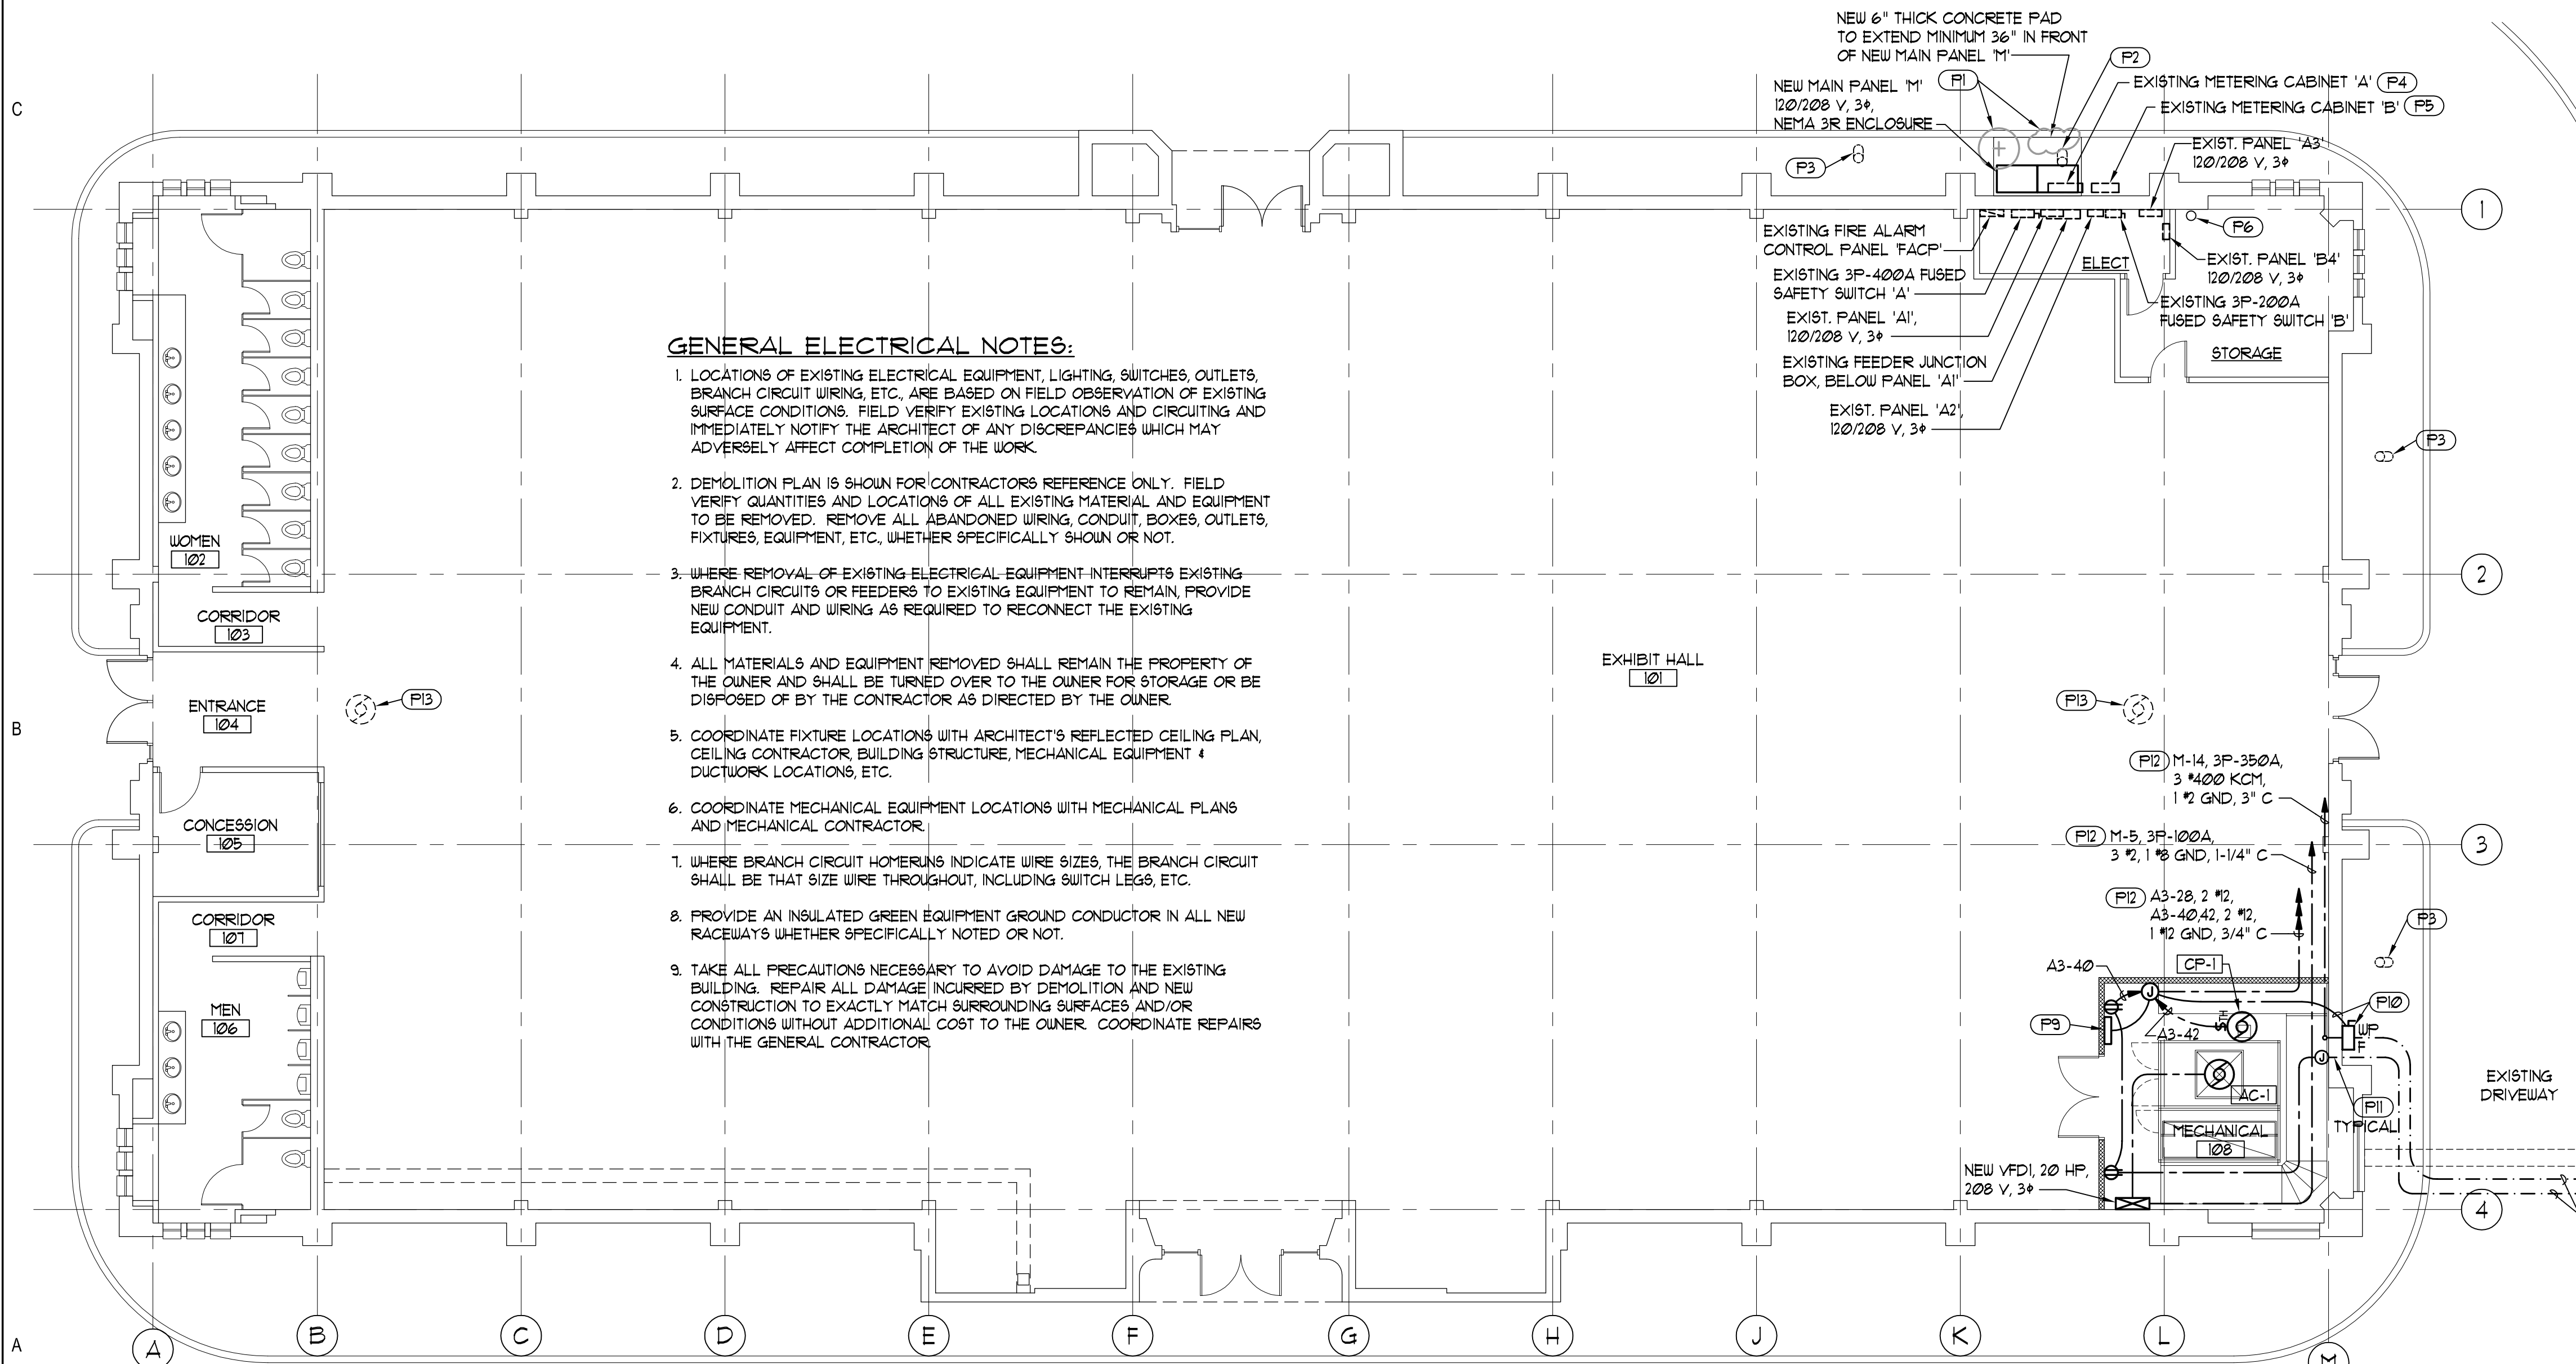 NEW 6" THICK CONCRETE PAD
TO EXTEND MINIMUM 36" IN FRONT
OF NEW MAIN PANEL 'M'
P2
C
NEW MAIN PANEL 'M'
120/208 V, 3ϕ,
NEMA 3R ENCLOSURE
P1
EXISTING METERING CABINET 'A' P4
EXISTING METERING CABINET 'B' P5
EXIST. PANEL 'A3'
120/208 V, 3ϕ
P3
1
P6
EXISTING FIRE ALARM
CONTROL PANEL 'FACP'
ELECT
EXIST. PANEL 'B4'
120/208 V, 3ϕ
EXISTING 3P-400A FUSED
SAFETY SWITCH 'A'
EXISTING 3P-200A
FUSED SAFETY SWITCH 'B'
EXIST. PANEL 'A1',
120/208 V, 3ϕ
STORAGE
EXISTING FEEDER JUNCTION
BOX, BELOW PANEL 'A1'
EXIST. PANEL 'A2',
120/208 V, 3ϕ
P3
GENERAL ELECTRICAL NOTES:
1. LOCATIONS OF EXISTING ELECTRICAL EQUIPMENT, LIGHTING, SWITCHES, OUTLETS,
BRANCH CIRCUIT WIRING, ETC., ARE BASED ON FIELD OBSERVATION OF EXISTING
SURFACE CONDITIONS. FIELD VERIFY EXISTING LOCATIONS AND CIRCUITING AND
IMMEDIATELY NOTIFY THE ARCHITECT OF ANY DISCREPANCIES WHICH MAY
ADVERSELY AFFECT COMPLETION OF THE WORK.
2. DEMOLITION PLAN IS SHOWN FOR CONTRACTORS REFERENCE ONLY. FIELD
VERIFY QUANTITIES AND LOCATIONS OF ALL EXISTING MATERIAL AND EQUIPMENT
TO BE REMOVED. REMOVE ALL ABANDONED WIRING, CONDUIT, BOXES, OUTLETS,
FIXTURES, EQUIPMENT, ETC., WHETHER SPECIFICALLY SHOWN OR NOT.
3. WHERE REMOVAL OF EXISTING ELECTRICAL EQUIPMENT INTERRUPTS EXISTING
BRANCH CIRCUITS OR FEEDERS TO EXISTING EQUIPMENT TO REMAIN, PROVIDE
NEW CONDUIT AND WIRING AS REQUIRED TO RECONNECT THE EXISTING
EQUIPMENT.
4. ALL MATERIALS AND EQUIPMENT REMOVED SHALL REMAIN THE PROPERTY OF
THE OWNER AND SHALL BE TURNED OVER TO THE OWNER FOR STORAGE OR BE
DISPOSED OF BY THE CONTRACTOR AS DIRECTED BY THE OWNER.
5. COORDINATE FIXTURE LOCATIONS WITH ARCHITECT'S REFLECTED CEILING PLAN,
CEILING CONTRACTOR, BUILDING STRUCTURE, MECHANICAL EQUIPMENT &
DUCTWORK LOCATIONS, ETC.
6. COORDINATE MECHANICAL EQUIPMENT LOCATIONS WITH MECHANICAL PLANS
AND MECHANICAL CONTRACTOR.
7. WHERE BRANCH CIRCUIT HOMERUNS INDICATE WIRE SIZES, THE BRANCH CIRCUIT
SHALL BE THAT SIZE WIRE THROUGHOUT, INCLUDING SWITCH LEGS, ETC.
8. PROVIDE AN INSULATED GREEN EQUIPMENT GROUND CONDUCTOR IN ALL NEW
RACEWAYS WHETHER SPECIFICALLY NOTED OR NOT.
9. TAKE ALL PRECAUTIONS NECESSARY TO AVOID DAMAGE TO THE EXISTING
BUILDING. REPAIR ALL DAMAGE INCURRED BY DEMOLITION AND NEW
CONSTRUCTION TO EXACTLY MATCH SURROUNDING SURFACES AND/OR
CONDITIONS WITHOUT ADDITIONAL COST TO THE OWNER. COORDINATE REPAIRS
WITH THE GENERAL CONTRACTOR.
WOMEN
102
2
CORRIDOR
103
EXHIBIT HALL
101
ENTRANCE
104
P13
P13
B
P12 M-14, 3P-350A,
3 #400 KCM,
1 #2 GND, 3" C
CONCESSION
105
P12 M-5, 3P-100A,
3 #2, 1 #8 GND, 1-1/4" C
3
P12 A3-28, 2 #12,
A3-40,42, 2 #12,
1 #12 GND, 3/4" C
P3
CORRIDOR
107
A3-40
CP-1
J
P10
MEN
106
P9
S TH
A3-42
WP
F
J
AC-1
P11
TYPICAL
EXISTING
DRIVEWAY
MECHANICAL
108
NEW VFD1, 20 HP,
208 V, 3ϕ
4
A
A
B
C
D
E
F
G
H
J
K
L
M